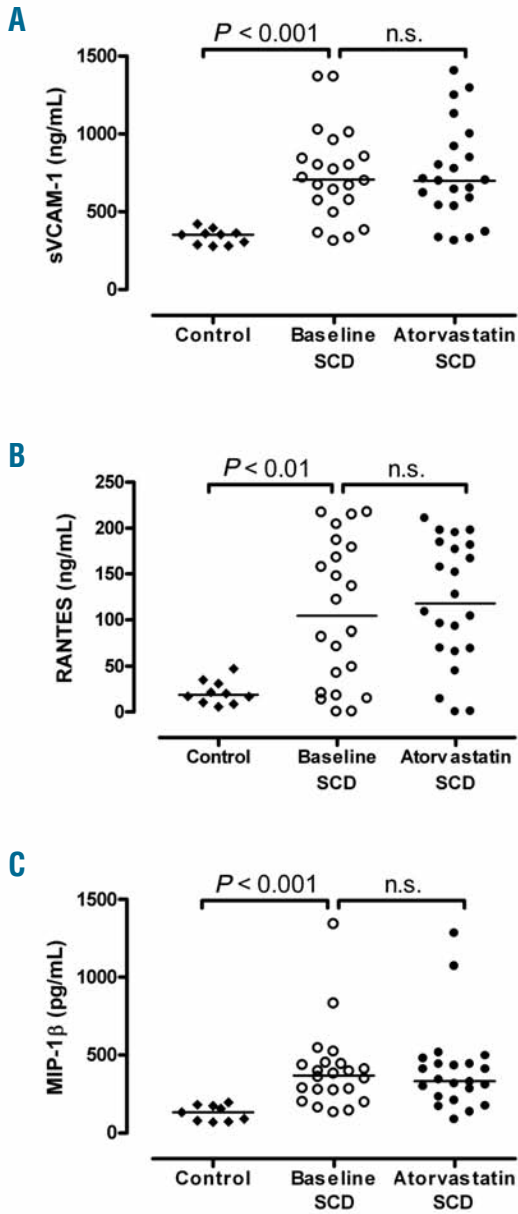 A
P < 0.001 n.s.
1500
1000
500
0
sVCAM-1 (ng/mL)
Control Baseline Atorvastatin
SCD SCD
B
P < 0.01 n.s.
250
200
150
100
50
0
RANTES (ng/mL)
Control Baseline Atorvastatin
SCD SCD
C
P < 0.001 n.s.
1500
1000
500
0
MIP-1β (pg/mL)
Control Baseline Atorvastatin
SCD SCD